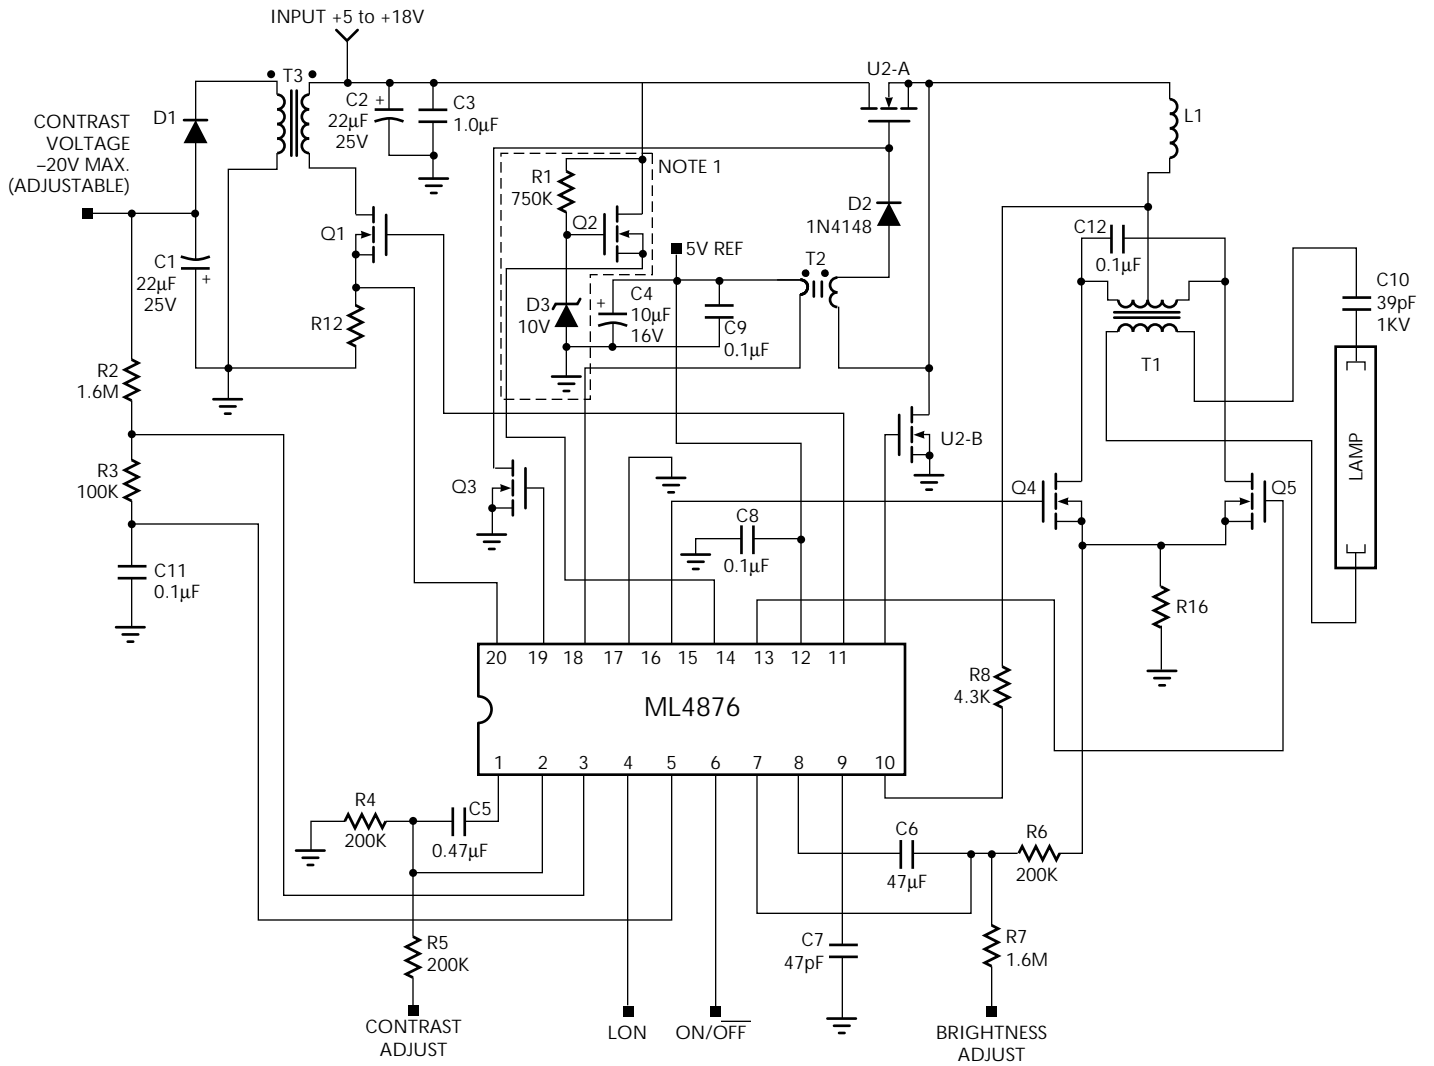 INPUT +5 to +18V
T3
U2-A
D1
C2
22µF
25V
+
C3
1.0µF
L1
CONTRAST
VOLTAGE
–20V MAX.
(ADJUSTABLE)
R1
750K
NOTE 1
Q1
Q2
D2
1N4148
C12
0.1µF
5V REF
T2
C1
22µF
25V
+
C10
39pF
1KV
R12
D3
10V
+
C4
10µF
16V
C9
0.1µF
T1
R2
1.6M
U2-B
LAMP
R3
100K
Q3
Q4
Q5
C8
0.1µF
C11
0.1µF
R16
20 19 18 17 16 15 14 13 12 11
R8
4.3K
ML4876
1 2 3 4 5 6 7 8 9 10
R4
200K
C5
0.47µF
C6
47µF
R6
200K
R5
200K
C7
47pF
R7
1.6M
CONTRAST
ADJUST
LON
ON/OFF
BRIGHTNESS
ADJUST